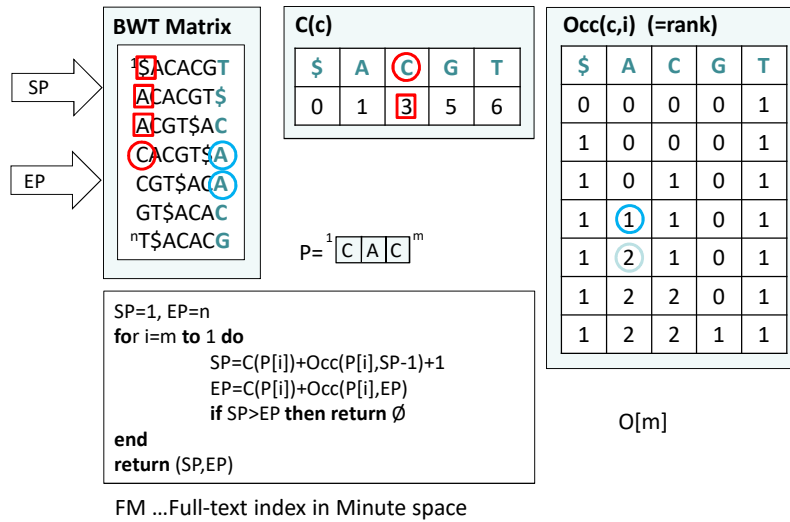 BWT Matrix
1$ACACGT
ACACGT$
ACGT$AC
CACGT$A
CGT$ACA
GT$ACAC
nT$ACACG
SP
EP
C(c)
$ A C G T
0 1 3 5 6
P= 1 C A C m
Occ(c,i) (=rank)
$ A C G T
0 0 0 0 1
1 0 0 0 1
1 0 1 0 1
1 1 1 0 1
1 2 1 0 1
1 2 2 0 1
1 2 2 1 1
SP=1, EP=n
for i=m to 1 do
SP=C(P[i])+Occ(P[i],SP-1)+1
EP=C(P[i])+Occ(P[i],EP)
if SP>EP then return Ø
end
return (SP,EP)
O[m]
FM ...Full-text index in Minute space